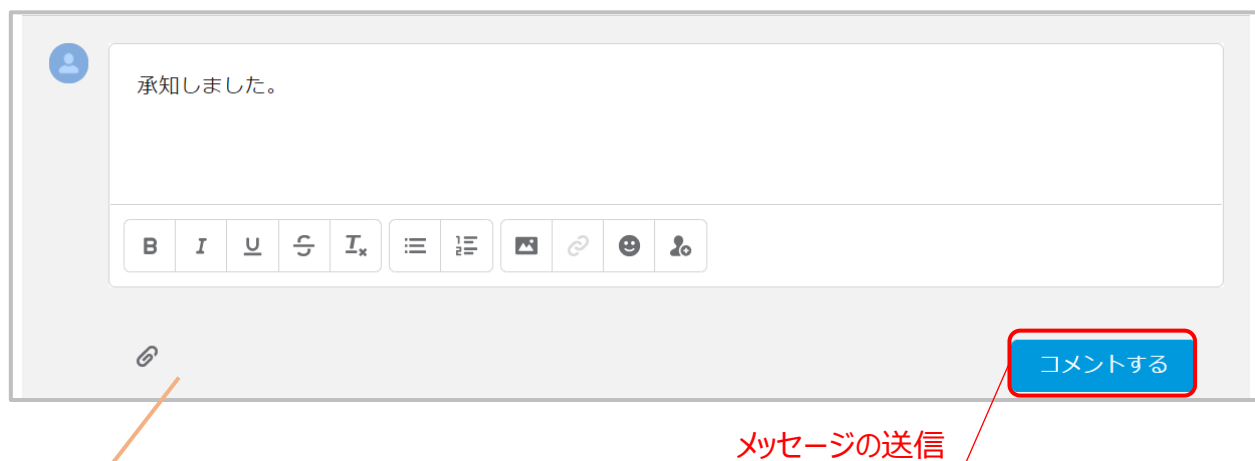 承知しました。
コメントする
メッセージの送信